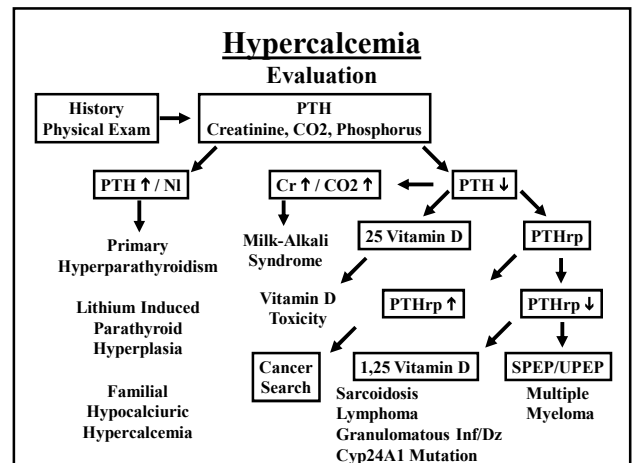 Hypercalcemia
Evaluation
History
Physical Exam
PTH
Creatinine, CO2, Phosphorus
PTH ↑ / Nl
Cr ↑ / CO2 ↑
PTH ↓
Primary
Hyperparathyroidism
Milk-Alkali
Syndrome
25 Vitamin D
PTHrp
Lithium Induced
Parathyroid
Hyperplasia
Vitamin D
Toxicity
PTHrp ↑
PTHrp ↓
Cancer
Search
1,25 Vitamin D
SPEP/UPEP
Familial
Hypocalciuric
Hypercalcemia
Sarcoidosis
Lymphoma
Granulomatous Inf/Dz
Cyp24A1 Mutation
Multiple
Myeloma